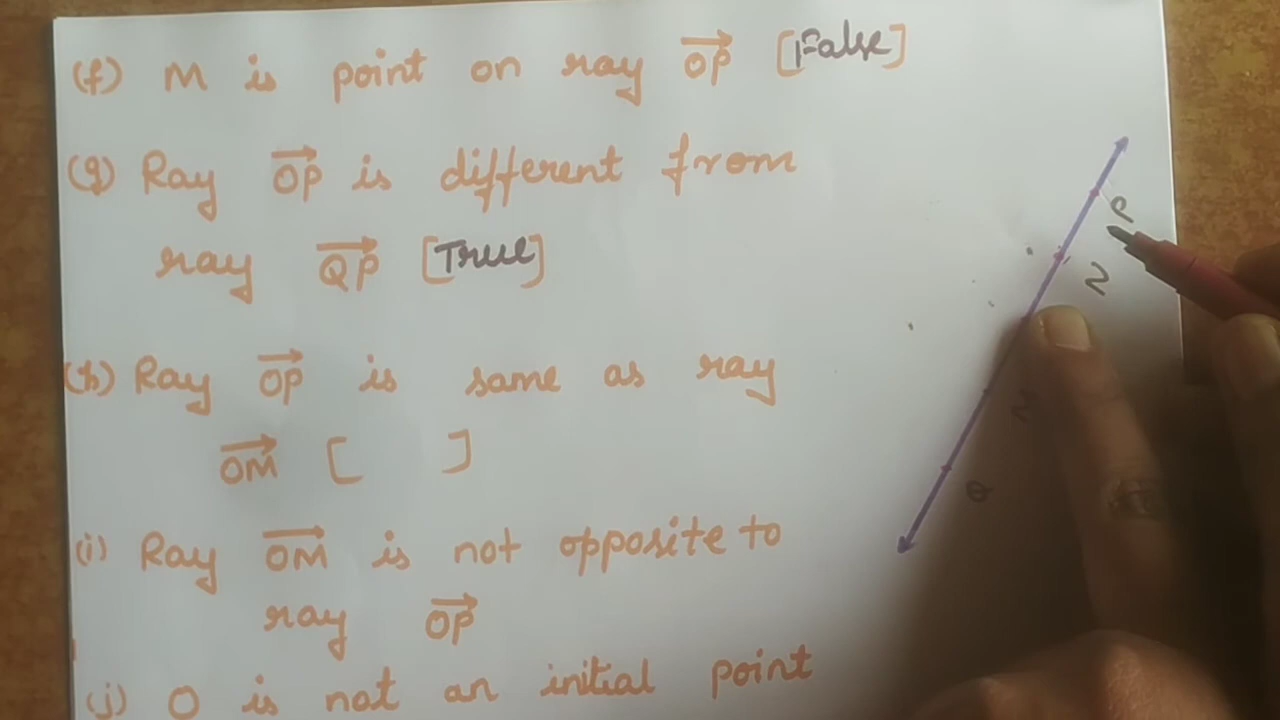 (f) M is point on ray OP [False]
(g) Ray OP is different from
ray QP [True]
(h) Ray OP is same as ray
OM [ ]
(i) Ray OM is not opposite to
ray OP
(j) O is not an initial point
P
N
M
Q